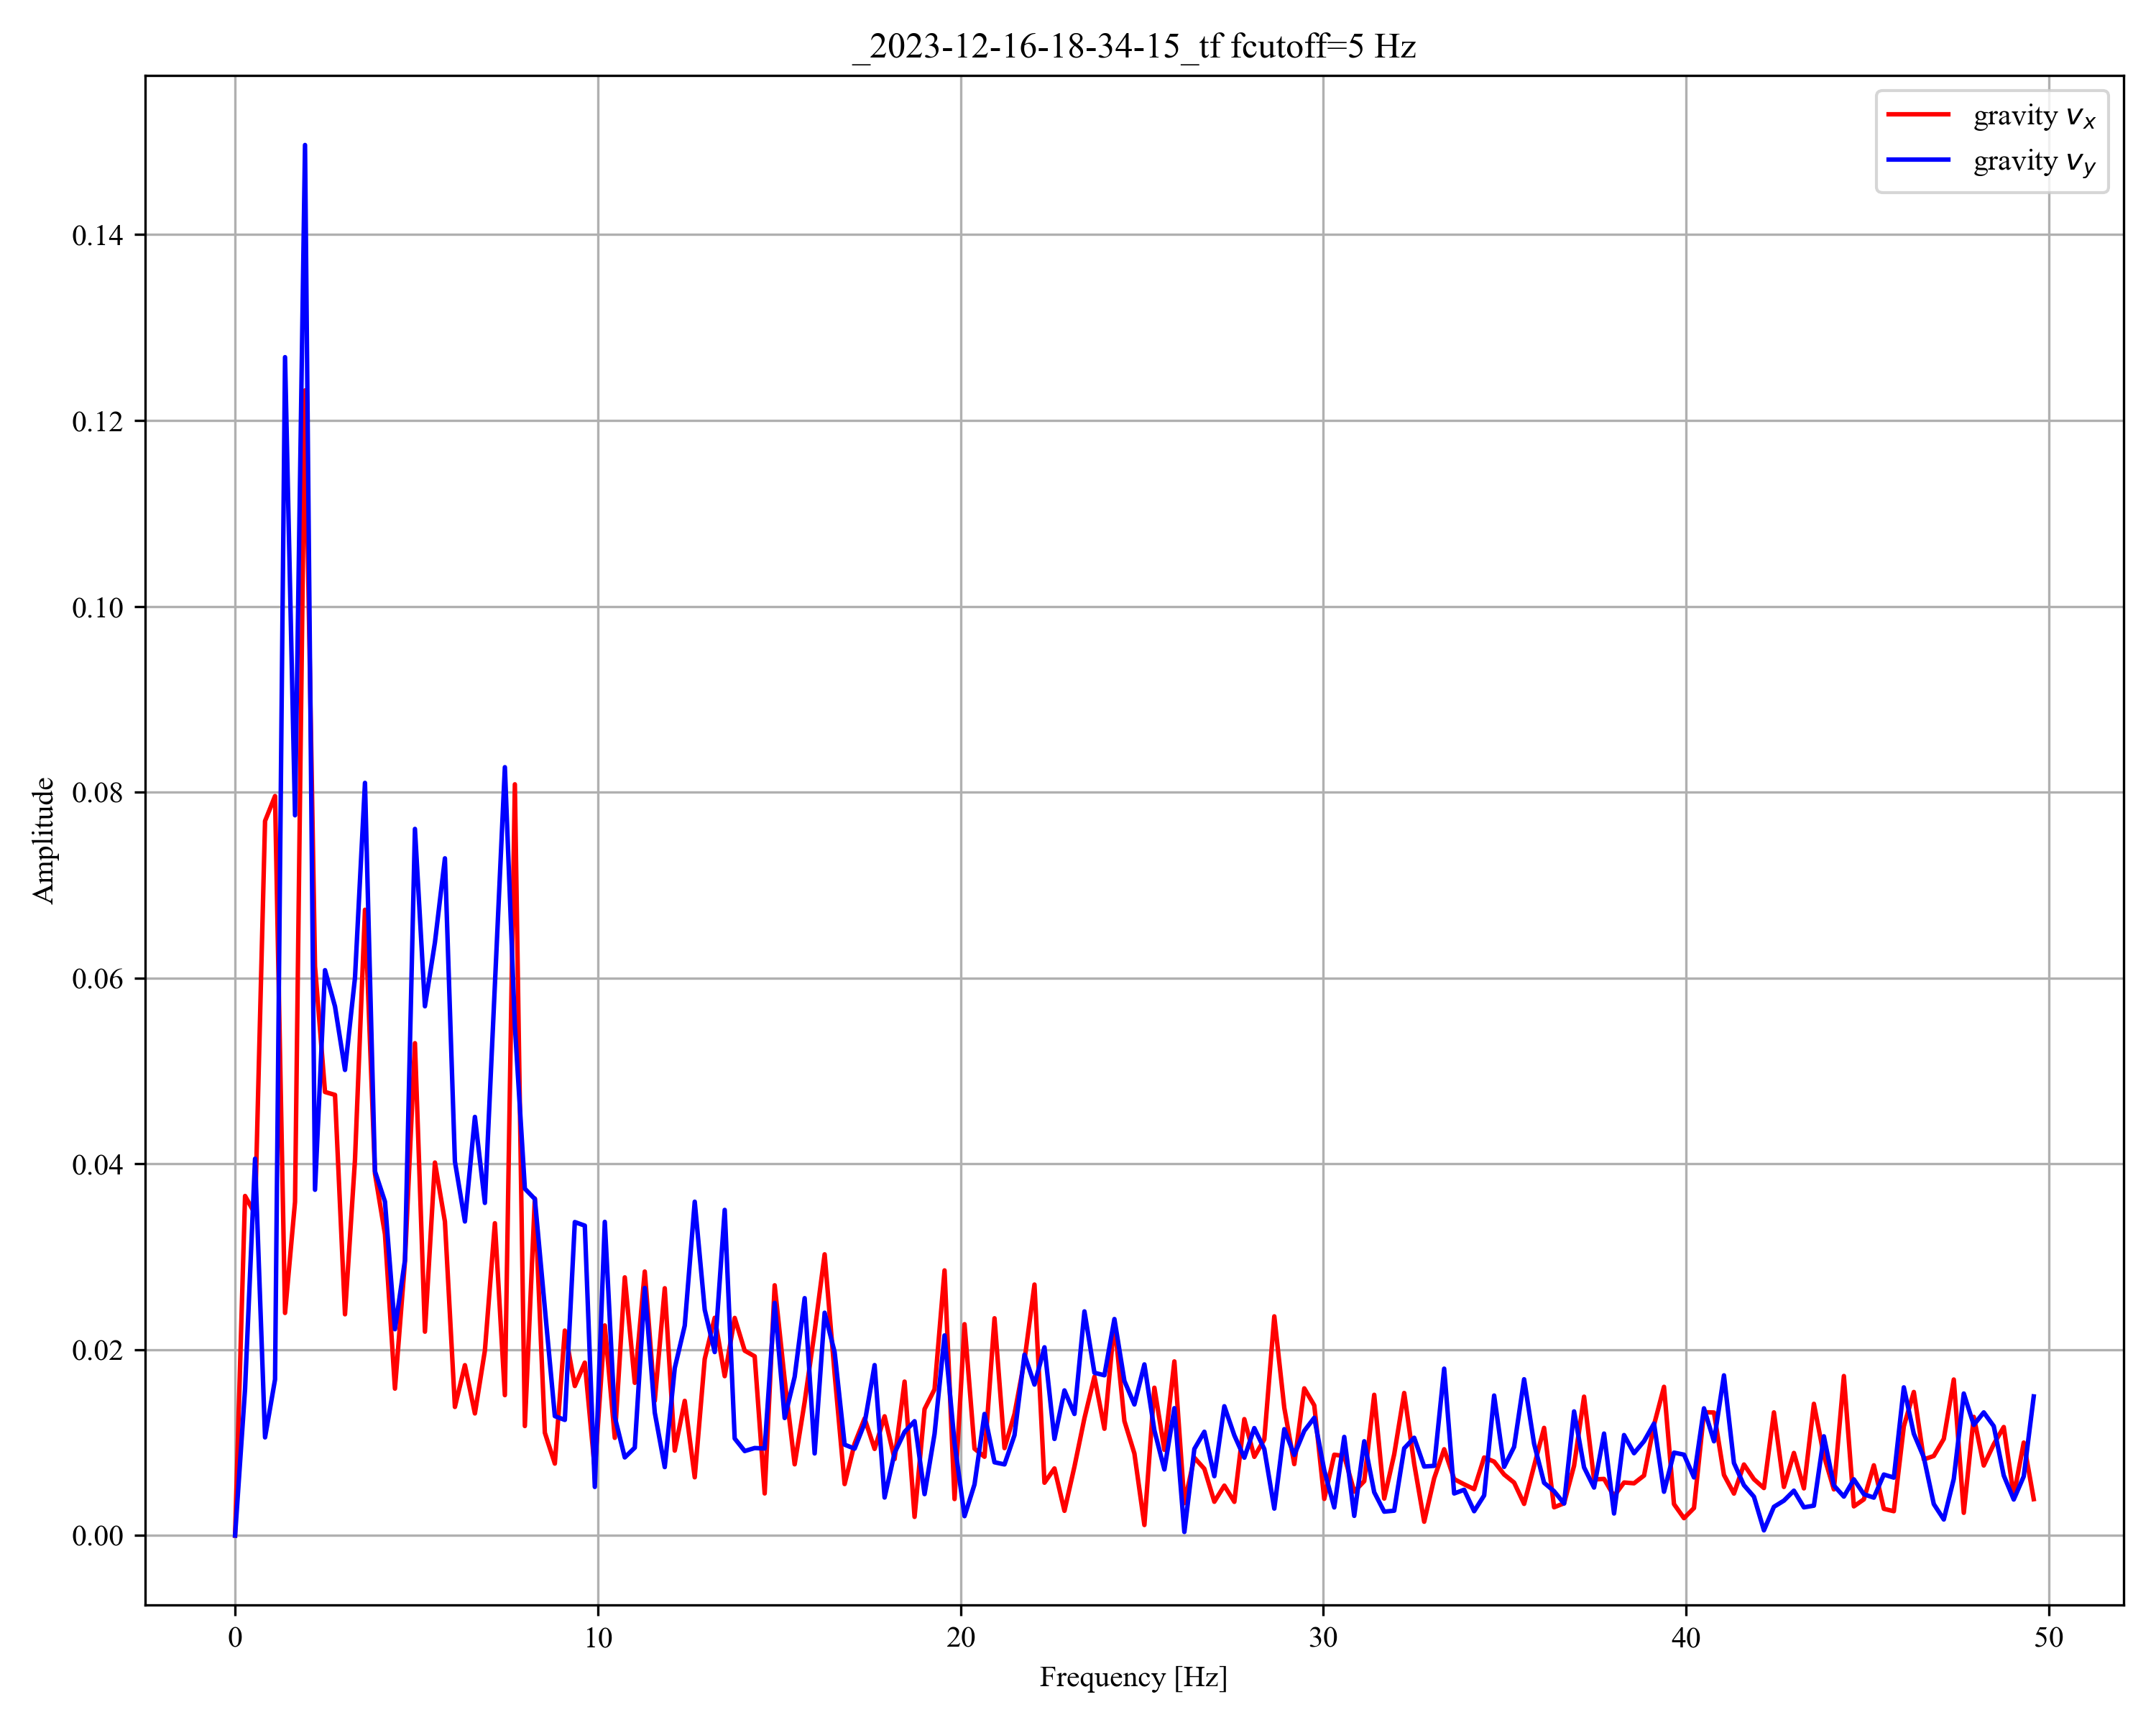 _2023-12-16-18-34-15_tf fcutoff=5 Hz
gravity vx
gravity vy
0.14
0.12
0.10
0.08
0.06
0.04
0.02
0.00
Amplitude
0 10 20 30 40 50
Frequency [Hz]